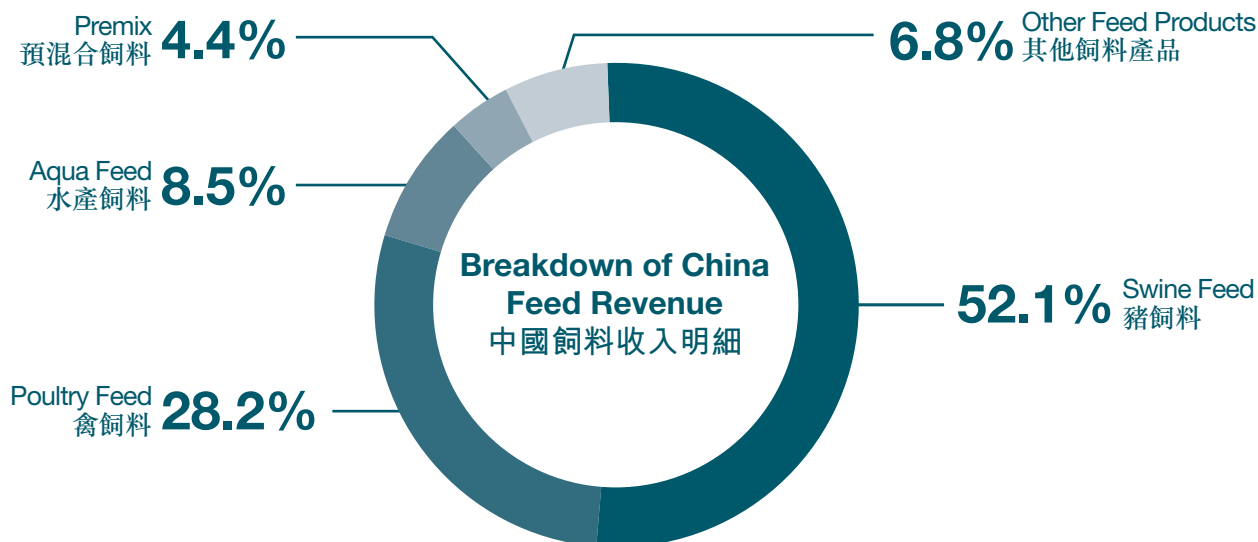 Premix
預混合飼料
4.4%
6.8%
Other Feed Products
其他飼料產品
Aqua Feed
水產飼料
8.5%
Breakdown of China
Feed Revenue
中國飼料收入明細
52.1%
Swine Feed
豬飼料
Poultry Feed
禽飼料
28.2%